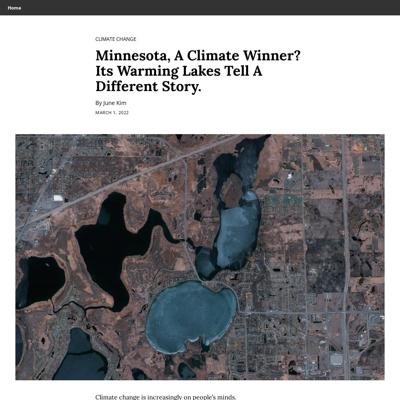 Home
CLIMATE CHANGE
Minnesota, A Climate Winner?
Its Warming Lakes Tell A
Different Story.
By June Kim
MARCH 1, 2022
Climate change is increasingly on people's minds.